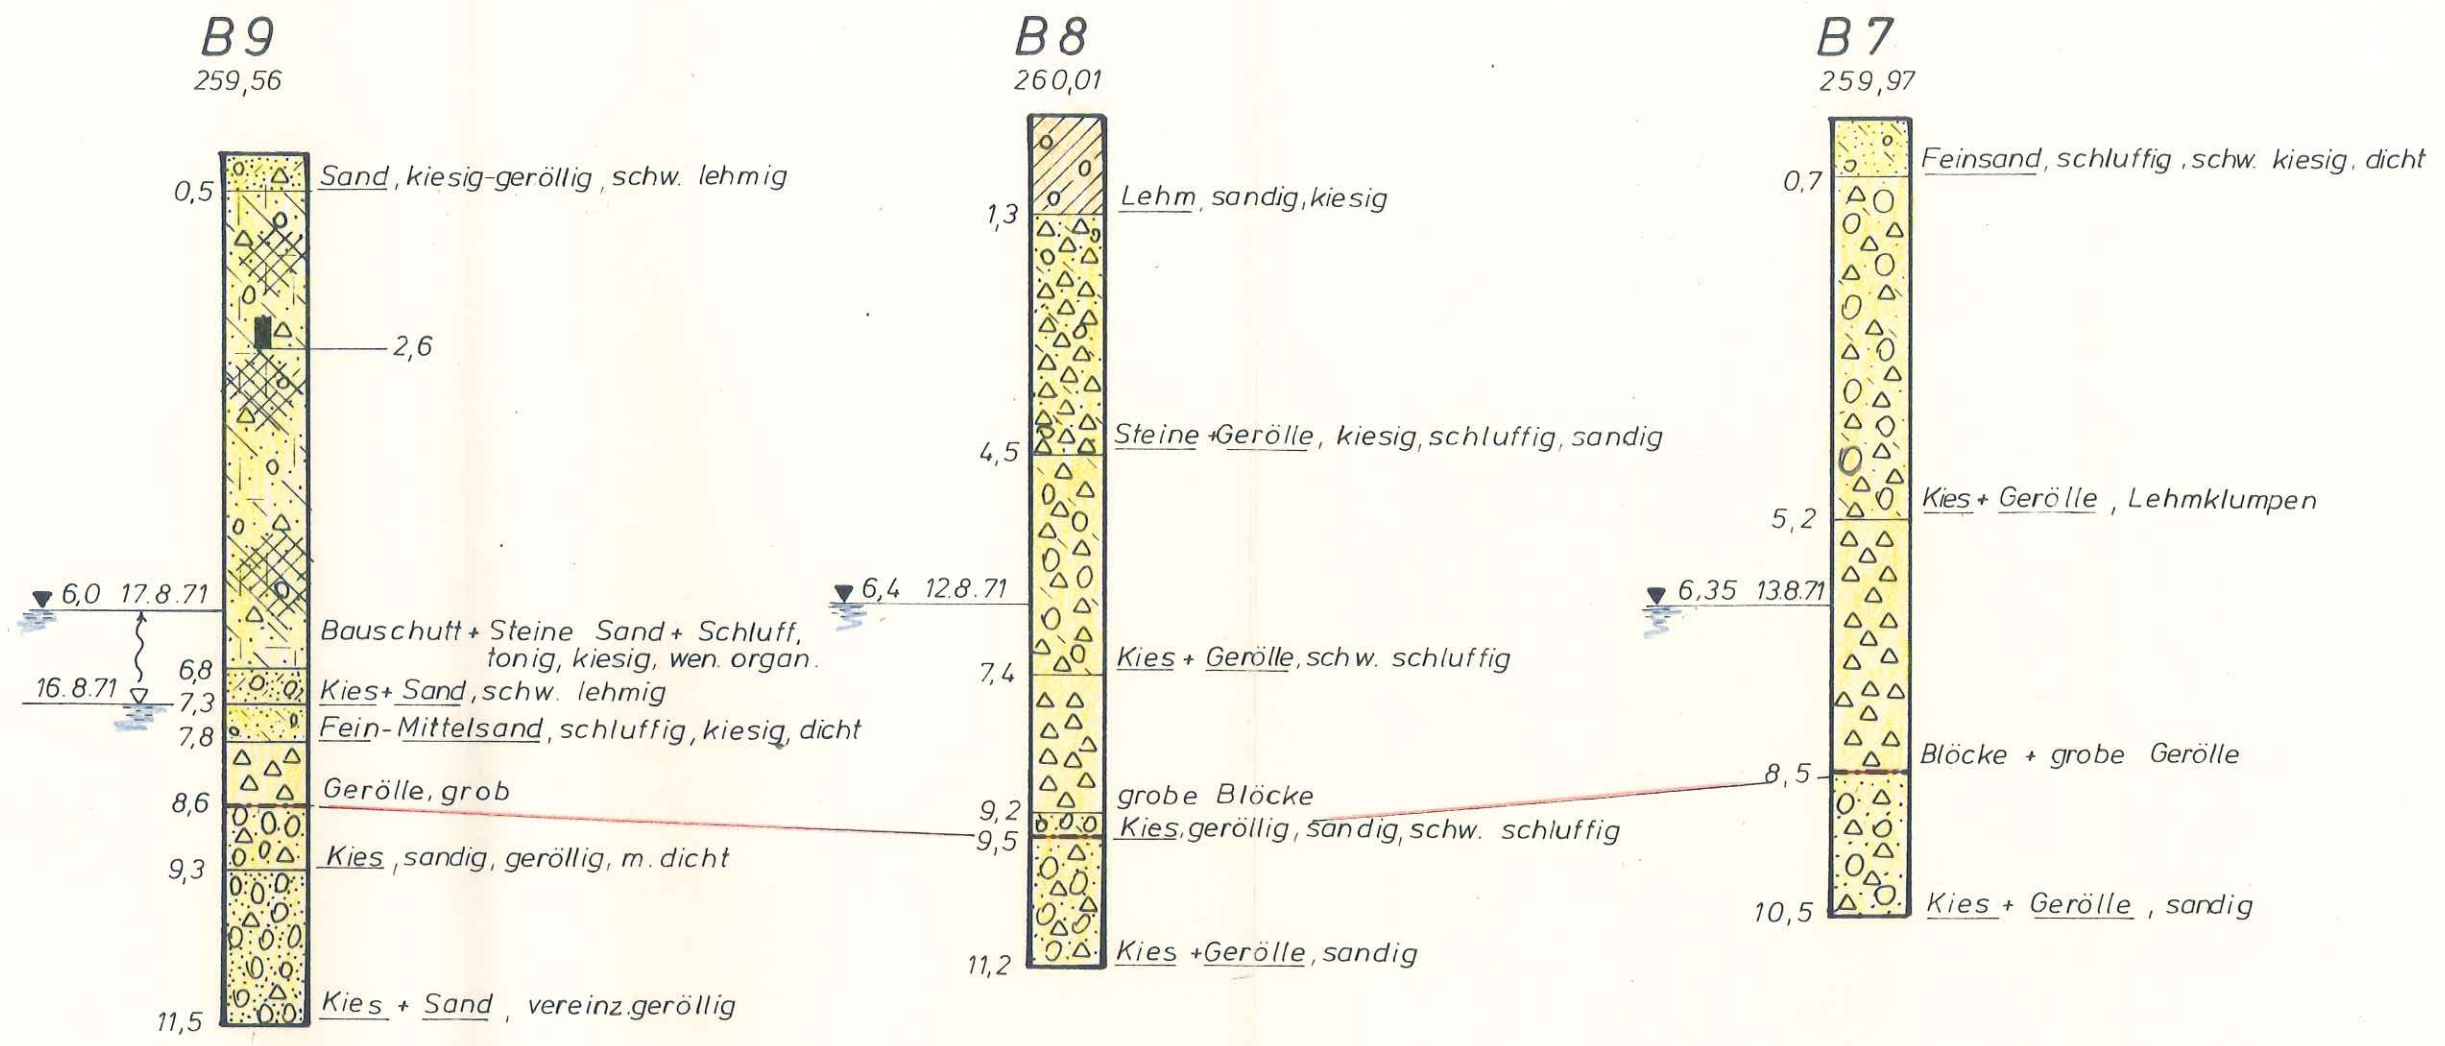 B9
259,56
0,5
Sand, kiesig-geröllig, schw. lehmig
2,6
6,0 17.8.71
Bauschutt + Steine Sand + Schluff,
tonig, kiesig, wen. organ.
6,8
16.8.71
Kies + Sand, schw. lehmig
7,3
Fein-Mittelsand, schluffig, kiesig, dicht
7,8
Gerölle, grob
8,6
Kies, sandig, geröllig, m. dicht
9,3
Kies + Sand, vereinz. geröllig
11,5
B8
260,01
Lehm, sandig, kiesig
1,3
Steine + Gerölle, kiesig, schluffig, sandig
4,5
6,4 12.8.71
Kies + Gerölle, schw. schluffig
7,4
grobe Blöcke
9,2
Kies, geröllig, sandig, schw. schluffig
9,5
Kies + Gerölle, sandig
11,2
B7
259,97
Feinsand, schluffig, schw. kiesig, dicht
0,7
Kies + Gerölle, Lehmklumpen
5,2
6,35 13.8.71
Blöcke + grobe Gerölle
8,5
Kies + Gerölle, sandig
10,5